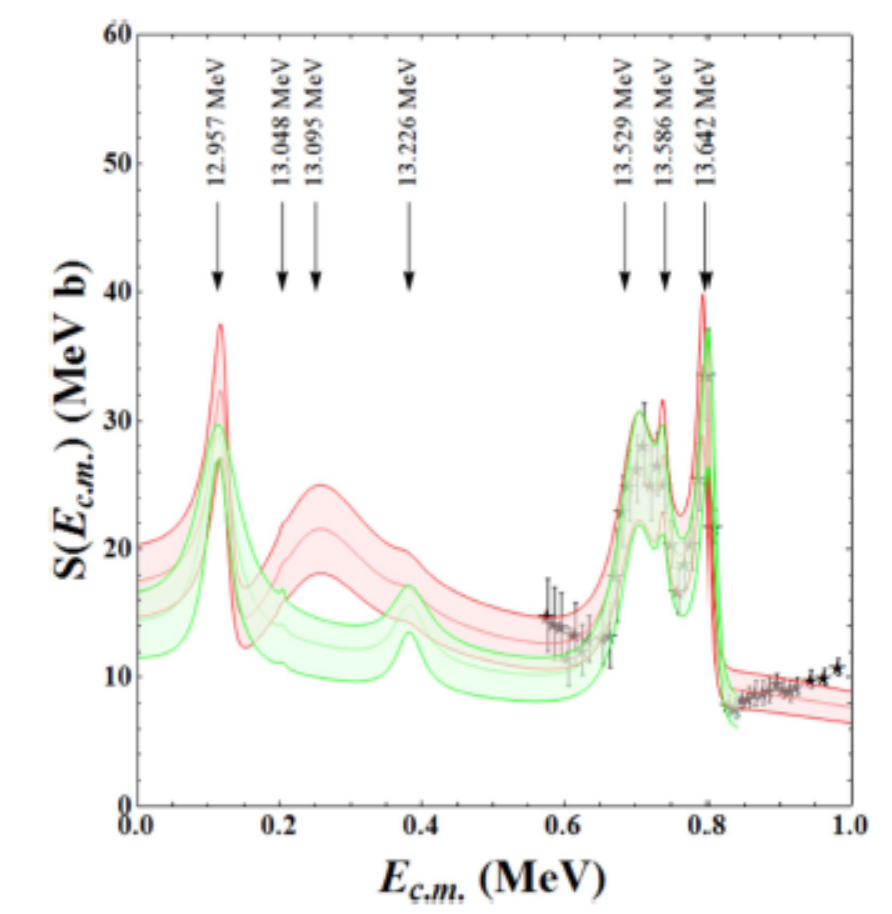 60
50
40
30
20
10
0
12.957 MeV
13.048 MeV
13.095 MeV
13.226 MeV
13.529 MeV
13.586 MeV
13.642 MeV
S(E_c.m.) (MeV b)
0.0 0.2 0.4 0.6 0.8 1.0
E_c.m. (MeV)